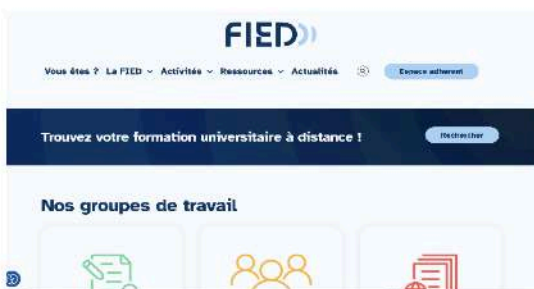 FIED
Vous êtes ? La FIED Activités Ressources Actualités Espace adhérent
Trouvez votre formation universitaire à distance ! Rechercher
Nos groupes de travail